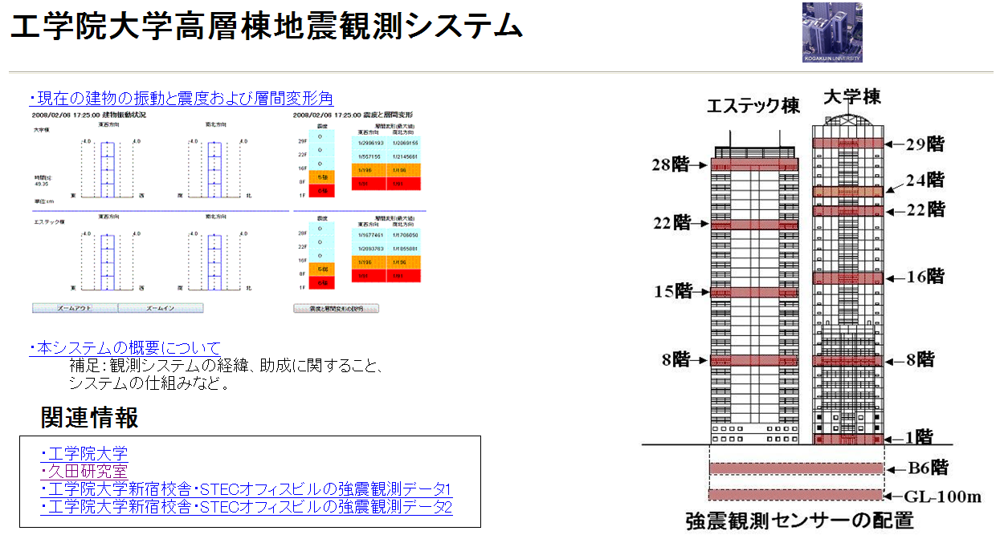 工学院大学高層棟地震観測システム
KOGAKUIN UNIVERSITY
・現在の建物の振動と震度および層間変形角
2008/02/06 17:25:00 建物振動状況
2008/02/06 17:25:00 震度と層間変形
大学棟
東西方向
南北方向
4.0
4.0
4.0
4.0
時間[s]:
49.35
単位:cm
東
西
南
北
震度
層間変形(最大値)
東西方向
南北方向
29F
22F
16F
8F
1F
0
0
0
5強
1/2996193
1/2069155
1/557155
1/2145661
1/196
1/196
1/91
1/91
エステック棟
東西方向
南北方向
4.0
4.0
4.0
4.0
東
西
南
北
震度
層間変形(最大値)
東西方向
南北方向
28F
22F
16F
8F
1F
0
0
0
1/1677461
1/1706050
1/2093763
1/1855881
1/196
1/196
1/91
1/91
ズームアウト
ズームイン
震度と層間変形の説明
・本システムの概要について
補足：観測システムの経緯、助成に関すること、
システムの仕組みなど。
関連情報
・工学院大学
・久田研究室
・工学院大学新宿校舎・STECオフィスビルの強震観測データ1
・工学院大学新宿校舎・STECオフィスビルの強震観測データ2
エステック棟
大学棟
28階
22階
15階
8階
29階
24階
22階
16階
8階
1階
B6階
GL-100m
強震観測センサーの配置